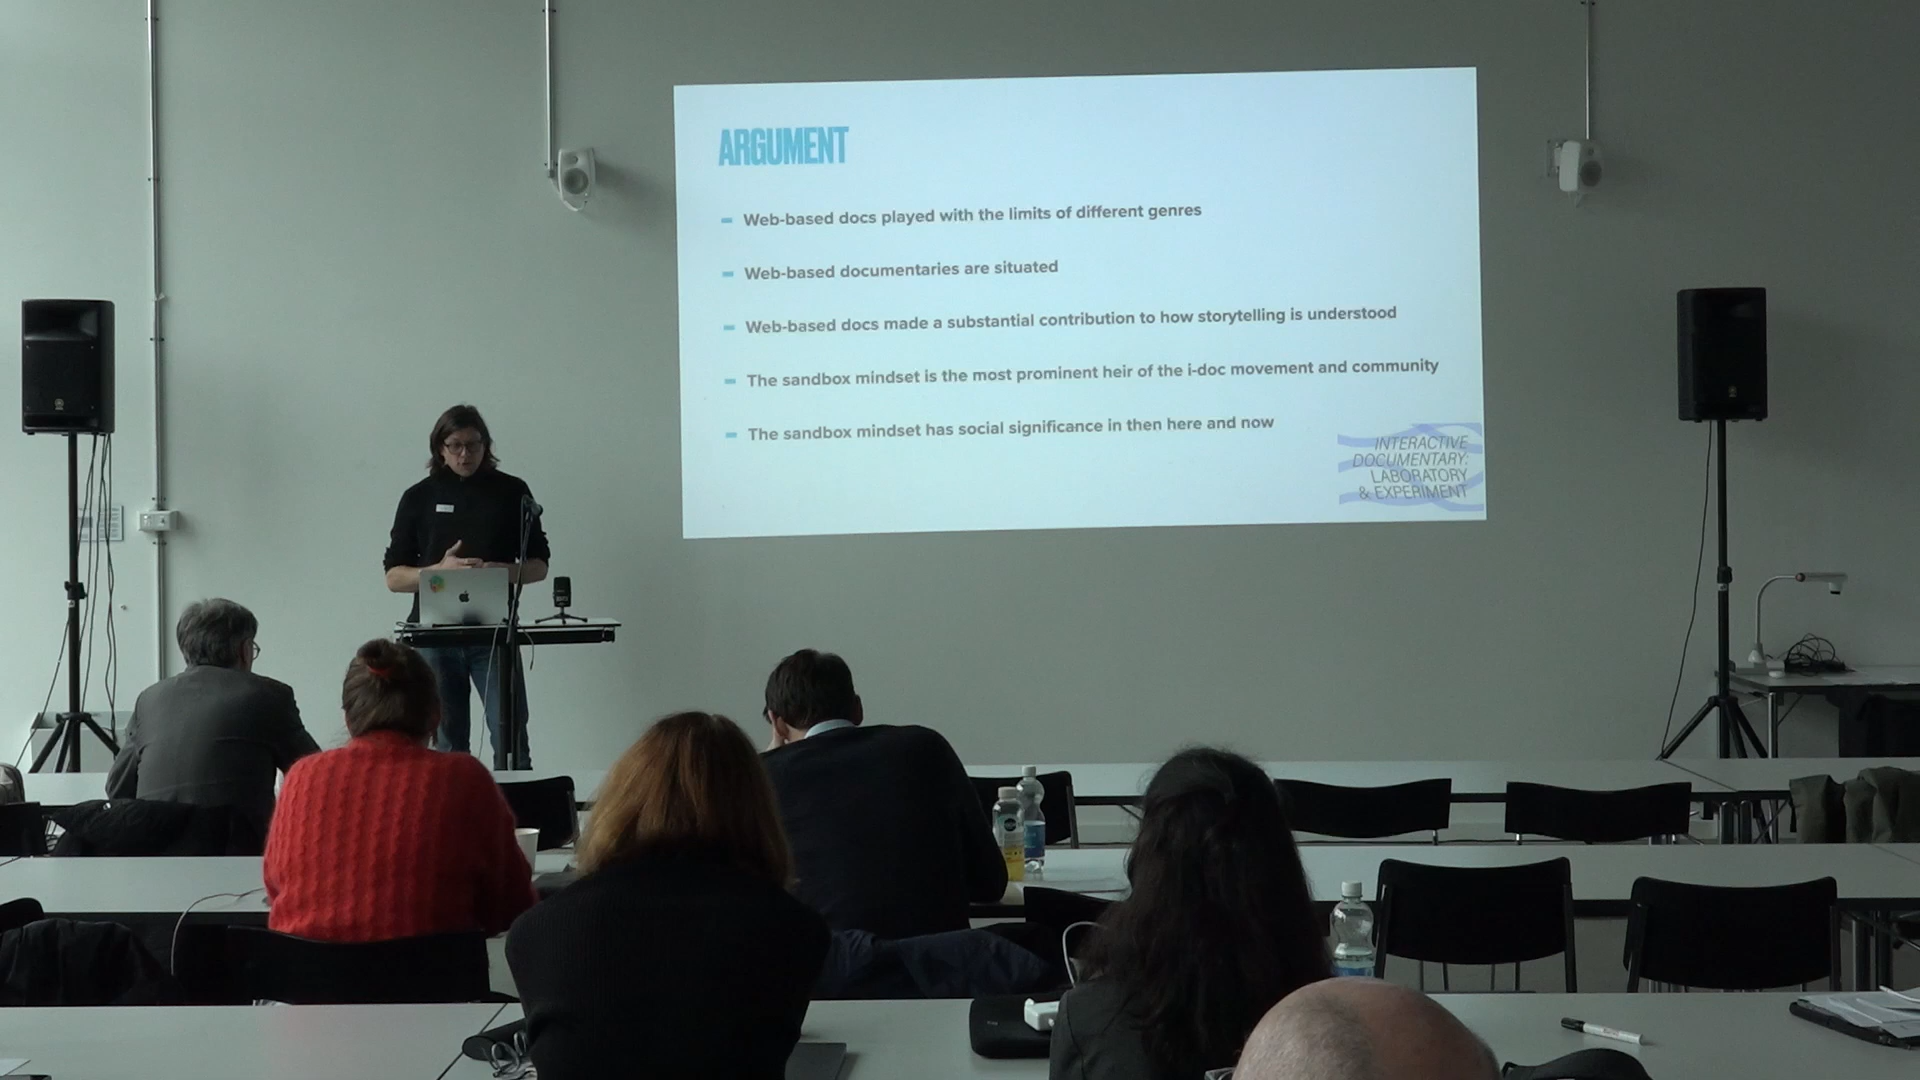 ARGUMENT
Web-based docs played with the limits of different genres
Web-based documentaries are situated
Web-based docs made a substantial contribution to how storytelling is understood
The sandbox mindset is the most prominent heir of the i-doc movement and community
The sandbox mindset has social significance in then here and now
INTERACTIVE
DOCUMENTARY:
LABORATORY
& EXPERIMENT